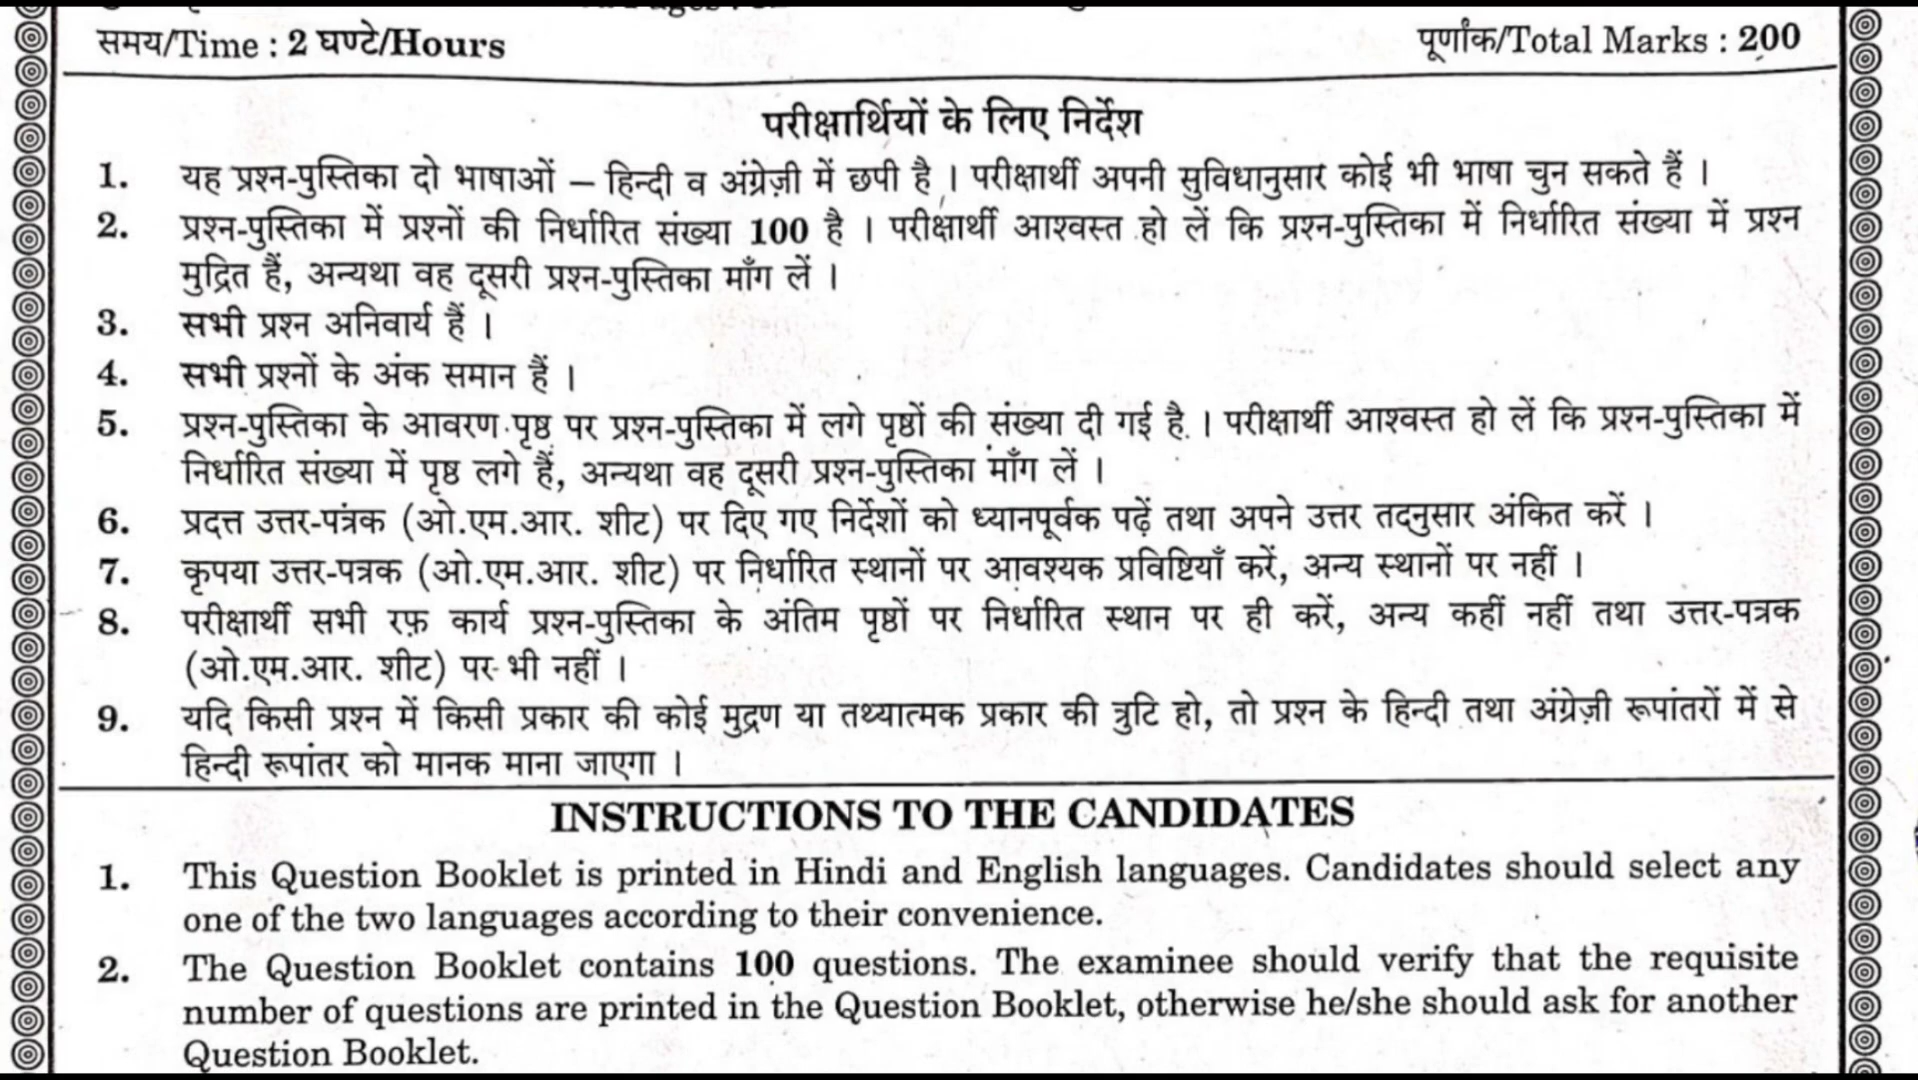 समय/Time : 2 घण्टे/Hours
पूर्णांक/Total Marks : 200
परीक्षार्थियों के लिए निर्देश
1. यह प्रश्न-पुस्तिका दो भाषाओं – हिन्दी व अंग्रेज़ी में छपी है । परीक्षार्थी अपनी सुविधानुसार कोई भी भाषा चुन सकते हैं ।
2. प्रश्न-पुस्तिका में प्रश्नों की निर्धारित संख्या 100 है । परीक्षार्थी आश्वस्त हो लें कि प्रश्न-पुस्तिका में निर्धारित संख्या में प्रश्न
मुद्रित हैं, अन्यथा वह दूसरी प्रश्न-पुस्तिका माँग लें ।
3. सभी प्रश्न अनिवार्य हैं ।
4. सभी प्रश्नों के अंक समान हैं ।
5. प्रश्न-पुस्तिका के आवरण पृष्ठ पर प्रश्न-पुस्तिका में लगे पृष्ठों की संख्या दी गई है । परीक्षार्थी आश्वस्त हो लें कि प्रश्न-पुस्तिका में
निर्धारित संख्या में पृष्ठ लगे हैं, अन्यथा वह दूसरी प्रश्न-पुस्तिका माँग लें ।
6. प्रदत्त उत्तर-पत्रक (ओ.एम.आर. शीट) पर दिए गए निर्देशों को ध्यानपूर्वक पढ़ें तथा अपने उत्तर तद्नुसार अंकित करें ।
7. कृपया उत्तर-पत्रक (ओ.एम.आर. शीट) पर निर्धारित स्थानों पर आवश्यक प्रविष्टियाँ करें, अन्य स्थानों पर नहीं ।
8. परीक्षार्थी सभी रफ़ कार्य प्रश्न-पुस्तिका के अंतिम पृष्ठों पर निर्धारित स्थान पर ही करें, अन्य कहीं नहीं तथा उत्तर-पत्रक
(ओ.एम.आर. शीट) पर भी नहीं ।
9. यदि किसी प्रश्न में किसी प्रकार की कोई मुद्रण या तथ्यात्मक प्रकार की त्रुटि हो, तो प्रश्न के हिन्दी तथा अंग्रेज़ी रूपांतरों में से
हिन्दी रूपांतर को मानक माना जाएगा ।
INSTRUCTIONS TO THE CANDIDATES
1. This Question Booklet is printed in Hindi and English languages. Candidates should select any
one of the two languages according to their convenience.
2. The Question Booklet contains 100 questions. The examinee should verify that the requisite
number of questions are printed in the Question Booklet, otherwise he/she should ask for another
Question Booklet.